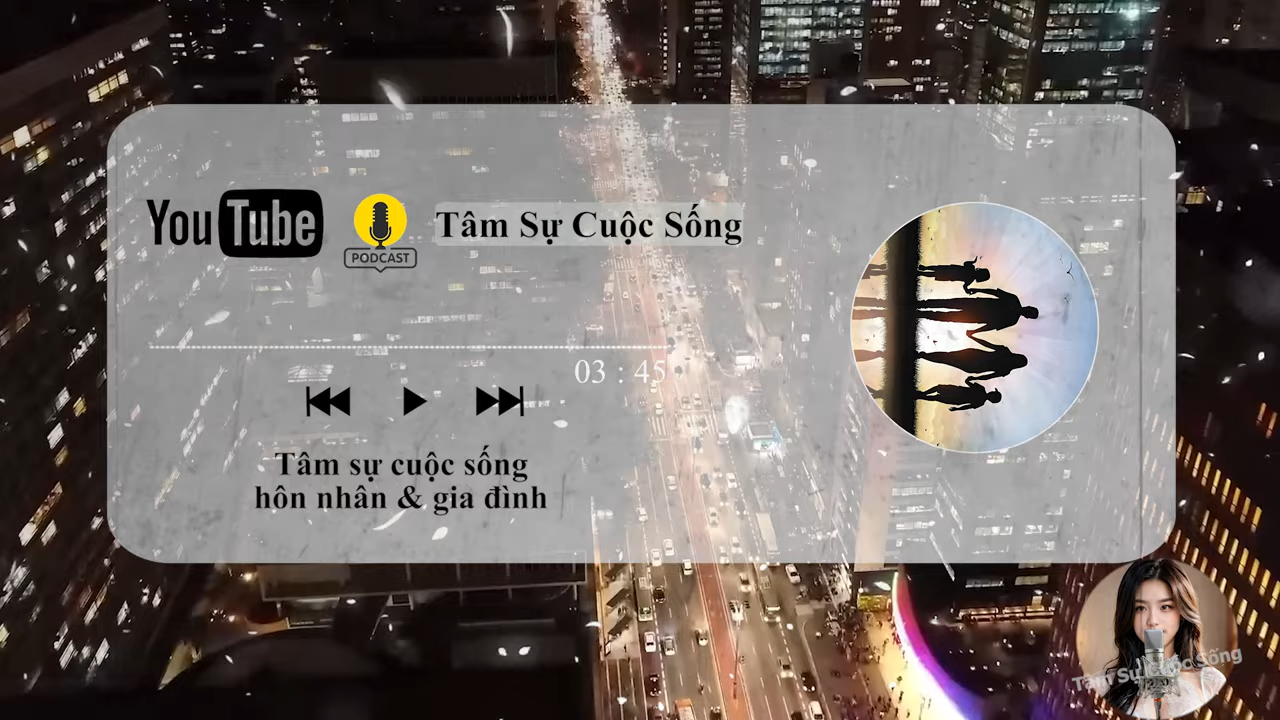 YouTube
PODCAST
Tâm Sự Cuộc Sống
03 : 45
Tâm sự cuộc sống
hôn nhân & gia đình
Tâm Sự Cuộc Sống